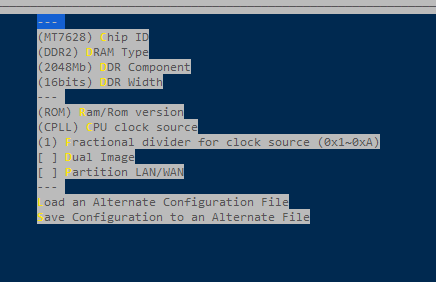 ---
(MT7628) Chip ID
(DDR2) DRAM Type
(2048Mb) DDR Component
(16bits) DDR Width
---
(ROM) Ram/Rom version
(CPLL) CPU clock source
(1) Fractional divider for clock source (0x1~0xA)
[ ] Dual Image
[ ] Partition LAN/WAN
---
Load an Alternate Configuration File
Save Configuration to an Alternate File